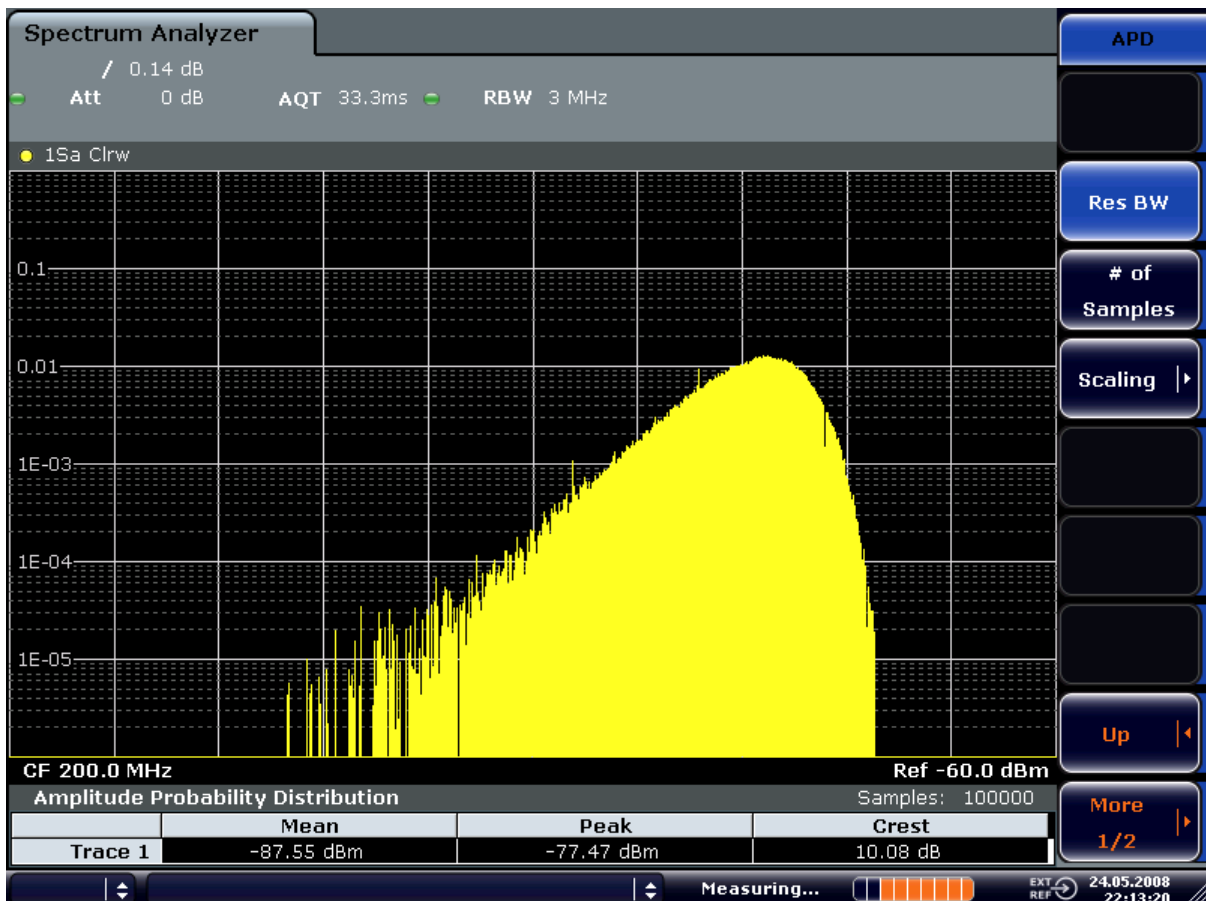 Spectrum Analyzer
/ 0.14 dB
Att 0 dB AQT 33.3ms RBW 3 MHz
1Sa Clrw
0.1
0.01
1E-03
1E-04
1E-05
CF 200.0 MHz Ref -60.0 dBm
Amplitude Probability Distribution Samples: 100000
Mean Peak Crest
Trace 1 -87.55 dBm -77.47 dBm 10.08 dB
Measuring... EXT REF 24.05.2008 22:13:20
APD
Res BW
# of
Samples
Scaling
Up
More
1/2